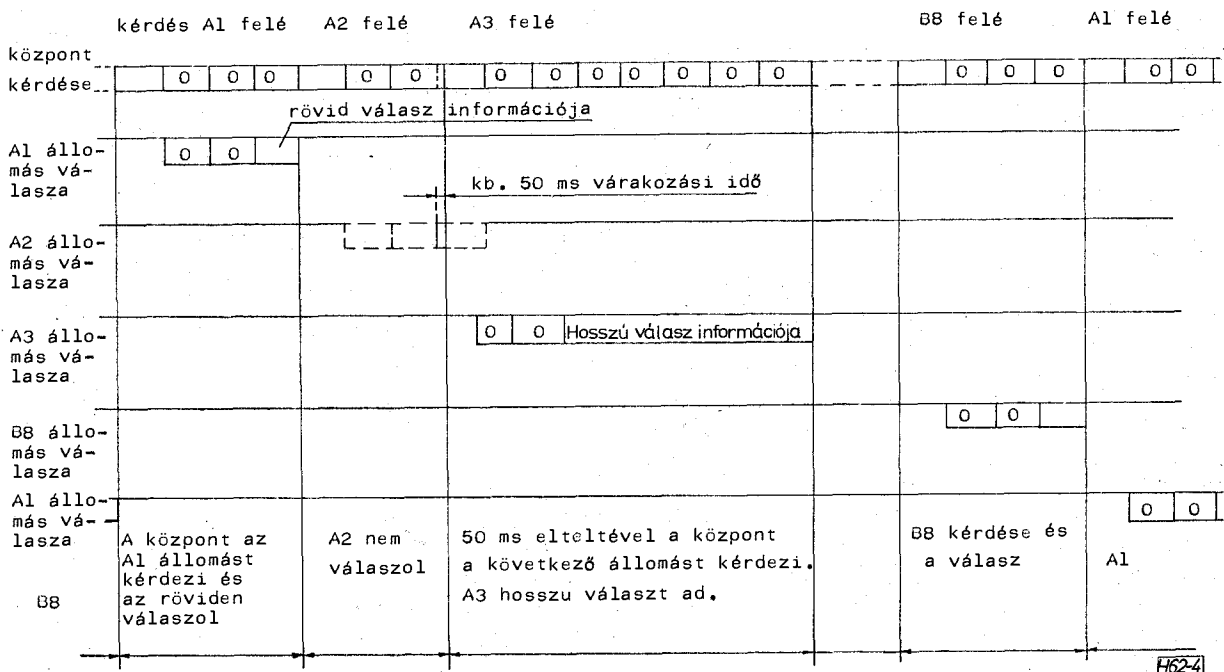 kérdés A1 felé A2 felé A3 felé B8 felé A1 felé
központ
kérdése 0 0 0 0 0 0 0 0 0 0 0 0 0 0 0 0 0
rövid válasz információja
A1 állo-
más vá-
lasza
0 0
kb. 50 ms várakozási idő
A2 állo-
más vá-
lasza
A3 állo-
más vá-
lasza
0 0 Hosszú válasz információja
B8 állo-
más vá-
lasza
0 0
A1 állo-
más vá-
lasza
0 0
B8
A központ az
A1 állomást
kérdezi és
az röviden
válaszol
A2 nem
válaszol
50 ms elteltével a központ
a következő állomást kérdezi.
A3 hosszu választ ad.
B8 kérdése és
a válasz
A1
H62-4